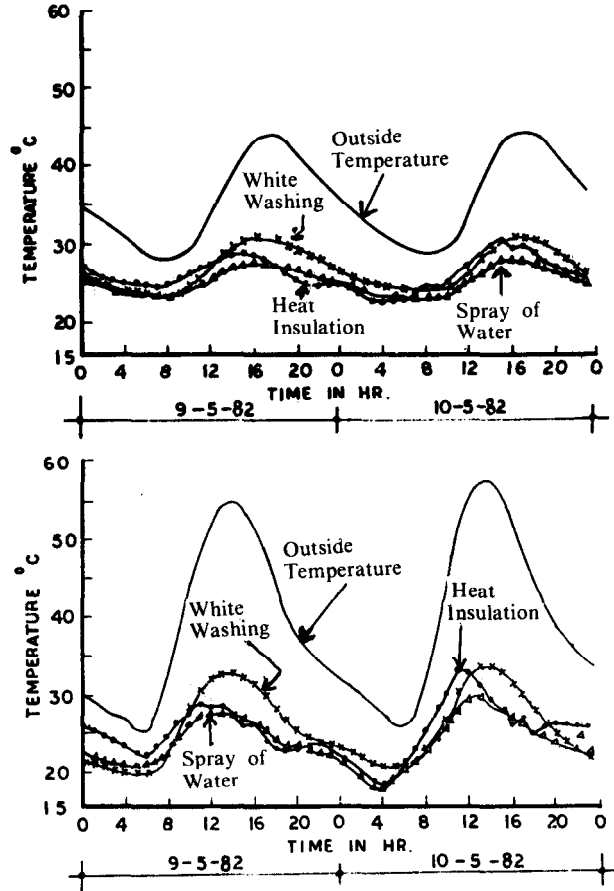 60
50
40
30
20
15
TEMPERATURE °C
Outside
Temperature
White
Washing
Heat
Insulation
Spray of
Water
0 4 8 12 16 20 0 4 8 12 16 20 0
TIME IN HR.
9-5-82 10-5-82
60
50
40
30
20
15
TEMPERATURE °C
Outside
Temperature
White
Washing
Heat
Insulation
Spray of
Water
0 4 8 12 16 20 0 4 8 12 16 20 0
TIME IN HR.
9-5-82 10-5-82